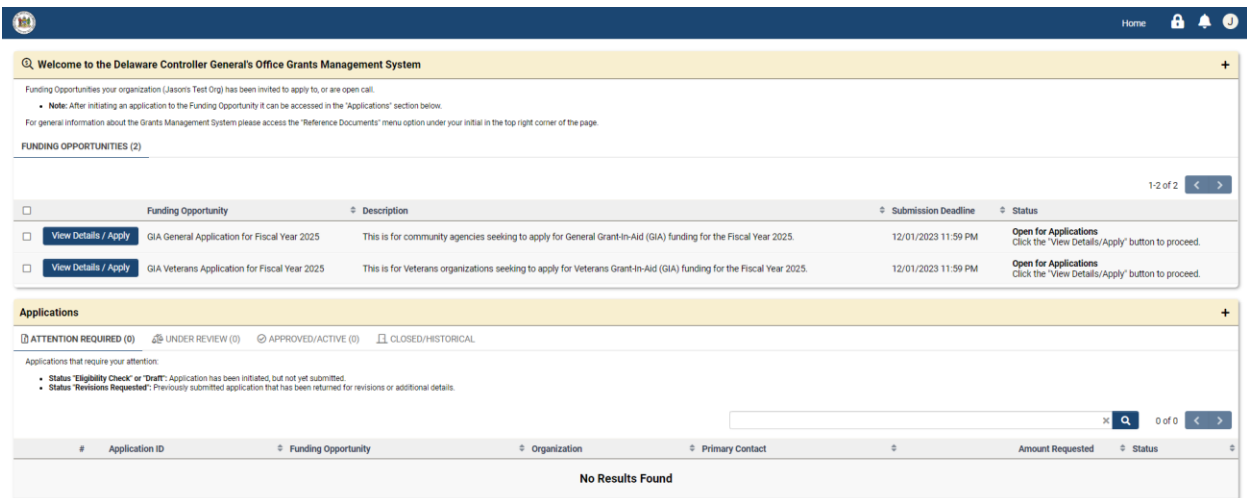 Home
J
Welcome to the Delaware Controller General's Office Grants Management System
+
Funding Opportunities your organization (Jason's Test Org) has been invited to apply to, or are open call.
• Note: After initiating an application to the Funding Opportunity it can be accessed in the "Applications" section below.
For general information about the Grants Management System please access the "Reference Documents" menu option under your initial in the top right corner of the page.
FUNDING OPPORTUNITIES (2)
1-2 of 2 < >
Funding Opportunity Description Submission Deadline Status
View Details / Apply GIA General Application for Fiscal Year 2025 This is for community agencies seeking to apply for General Grant-In-Aid (GIA) funding for the Fiscal Year 2025. 12/01/2023 11:59 PM Open for Applications
Click the "View Details/Apply" button to proceed.
View Details / Apply GIA Veterans Application for Fiscal Year 2025 This is for Veterans organizations seeking to apply for Veterans Grant-In-Aid (GIA) funding for the Fiscal Year 2025. 12/01/2023 11:59 PM Open for Applications
Click the "View Details/Apply" button to proceed.
Applications
+
ATTENTION REQUIRED (0) UNDER REVIEW (0) APPROVED/ACTIVE (0) CLOSED/HISTORICAL
Applications that require your attention:
• Status "Eligibility Check" or "Draft": Application has been initiated, but not yet submitted.
• Status "Revisions Requested": Previously submitted application that has been returned for revisions or additional details.
× 0 of 0 < >
# Application ID Funding Opportunity Organization Primary Contact Amount Requested Status
No Results Found